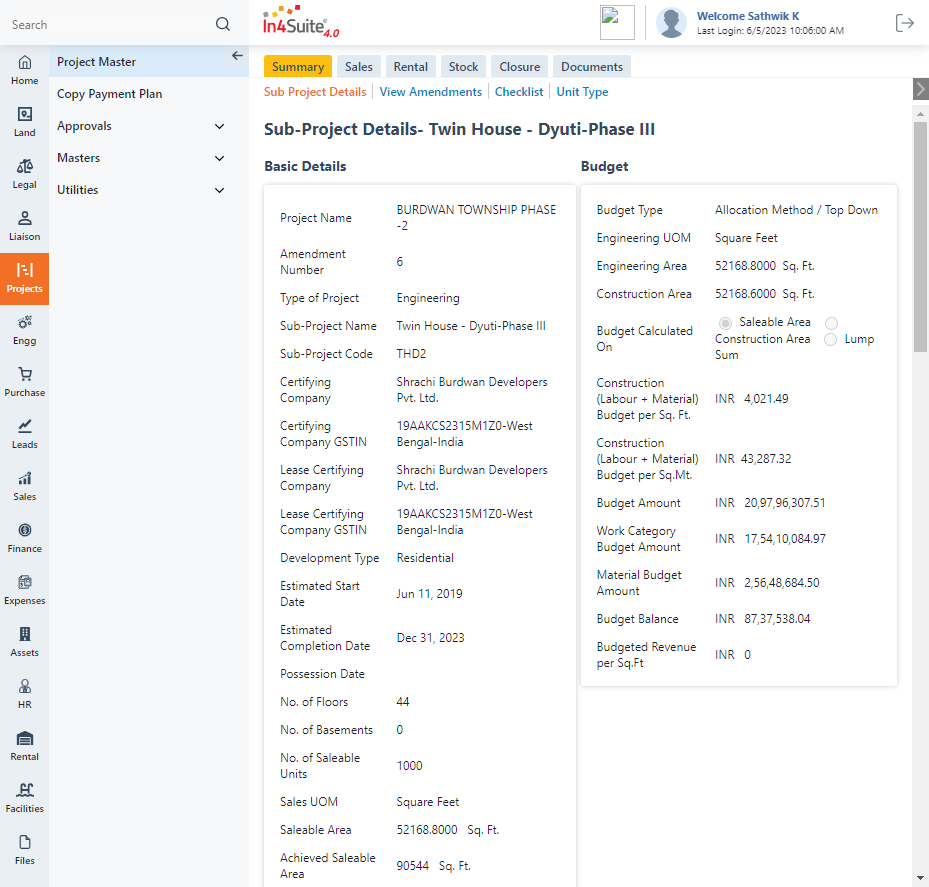 Search
In4Suite 4.0
Welcome Sathwik K
Last Login: 6/5/2023 10:06:00 AM
Home
Land
Legal
Liaison
Projects
Engg
Purchase
Leads
Sales
Finance
Expenses
Assets
HR
Rental
Facilities
Files
Project Master
Copy Payment Plan
Approvals
Masters
Utilities
Summary Sales Rental Stock Closure Documents
Sub Project Details View Amendments Checklist Unit Type
Sub-Project Details- Twin House - Dyuti-Phase III
Basic Details
Project Name BURDWAN TOWNSHIP PHASE
-2
Amendment
Number 6
Type of Project Engineering
Sub-Project Name Twin House - Dyuti-Phase III
Sub-Project Code THD2
Certifying Shrachi Burdwan Developers
Company Pvt. Ltd.
Certifying 19AAKCS2315M1Z0-West
Company GSTIN Bengal-India
Lease Certifying Shrachi Burdwan Developers
Company Pvt. Ltd.
Lease Certifying 19AAKCS2315M1Z0-West
Company GSTIN Bengal-India
Development Type Residential
Estimated Start
Date Jun 11, 2019
Estimated
Completion Date Dec 31, 2023
Possession Date
No. of Floors 44
No. of Basements 0
No. of Saleable
Units 1000
Sales UOM Square Feet
Saleable Area 52168.8000 Sq. Ft.
Achieved Saleable
Area 90544 Sq. Ft.
Budget
Budget Type Allocation Method / Top Down
Engineering UOM Square Feet
Engineering Area 52168.8000 Sq. Ft.
Construction Area 52168.6000 Sq. Ft.
Budget Calculated
On
Saleable Area
Construction Area Lump
Sum
Construction
(Labour + Material) INR 4,021.49
Budget per Sq. Ft.
Construction
(Labour + Material) INR 43,287.32
Budget per Sq.Mt.
Budget Amount INR 20,97,96,307.51
Work Category
Budget Amount INR 17,54,10,084.97
Material Budget
Amount INR 2,56,48,684.50
Budget Balance INR 87,37,538.04
Budgeted Revenue
per Sq.Ft INR 0